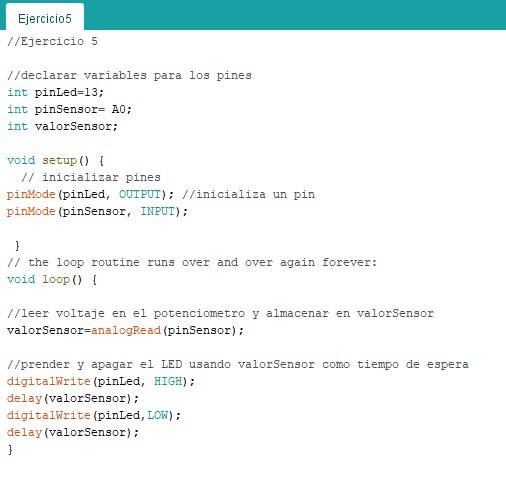 Ejercicio5
//Ejercicio 5
//declarar variables para los pines
int pinLed=13;
int pinSensor= A0;
int valorSensor;
void setup() {
// inicializar pines
pinMode(pinLed, OUTPUT); //inicializa un pin
pinMode(pinSensor, INPUT);
}
// the loop routine runs over and over again forever:
void loop() {
//leer voltaje en el potenciometro y almacenar en valorSensor
valorSensor=analogRead(pinSensor);
//prender y apagar el LED usando valorSensor como tiempo de espera
digitalWrite(pinLed, HIGH);
delay(valorSensor);
digitalWrite(pinLed,LOW);
delay(valorSensor);
}